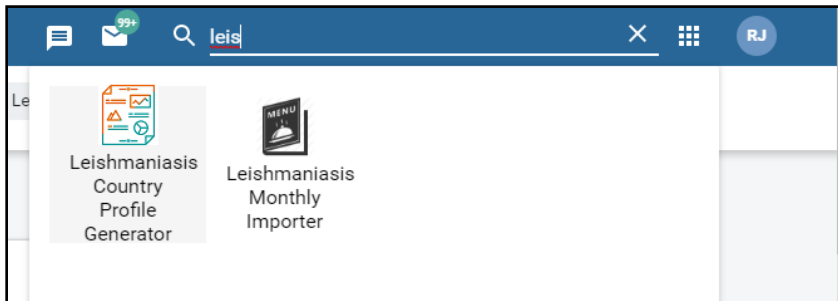 99+
leis
RJ
Le
MENU
Leishmaniasis
Country
Profile
Generator
Leishmaniasis
Monthly
Importer